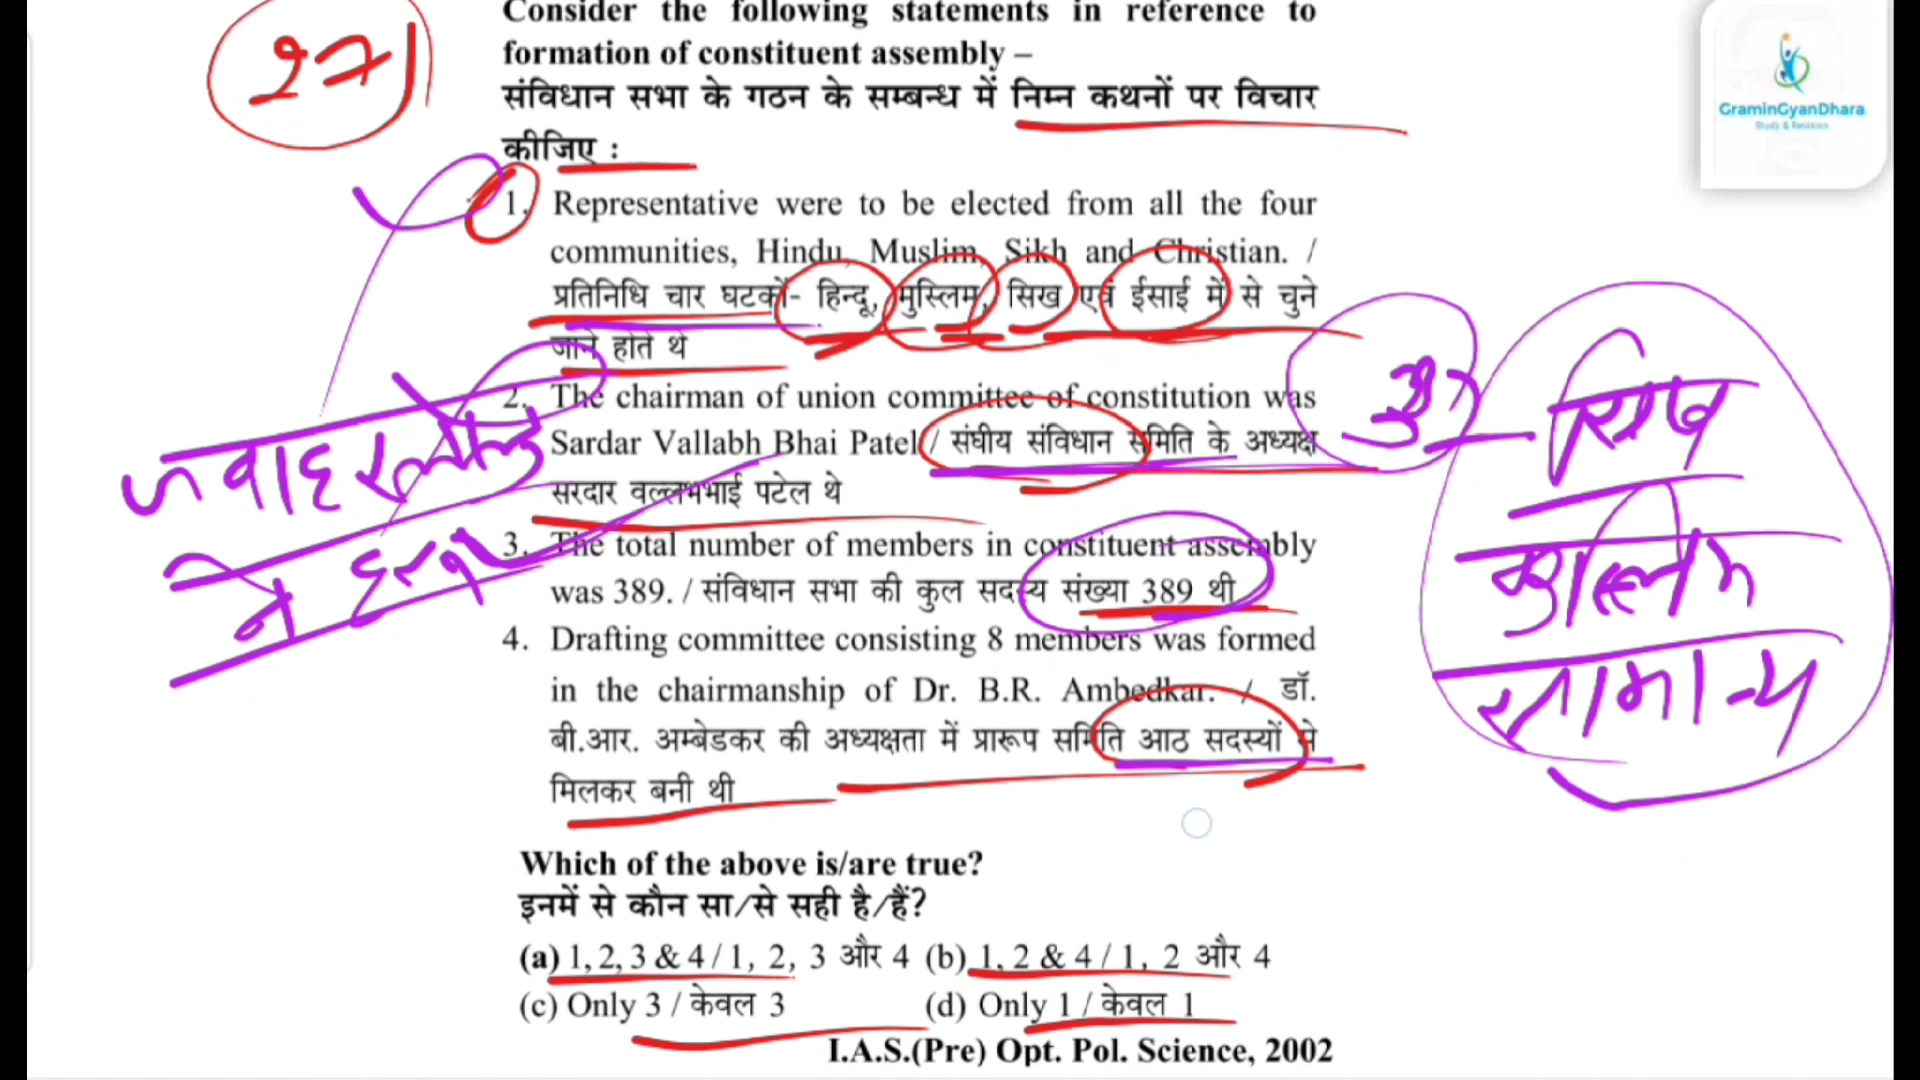 271
Consider the following statements in reference to
formation of constituent assembly –
संविधान सभा के गठन के सम्बन्ध में निम्न कथनों पर विचार
कीजिए :
GraminGyanDhara
Study & Revision
1. Representative were to be elected from all the four
communities, Hindu, Muslim, Sikh and Christian. /
प्रतिनिधि चार घटकों- हिन्दू, मुस्लिम, सिख एवं ईसाई में से चुने
जाने होते थे
2. The chairman of union committee of constitution was
Sardar Vallabh Bhai Patel / संघीय संविधान समिति के अध्यक्ष
सरदार वल्लभभाई पटेल थे
3. The total number of members in constituent assembly
was 389. / संविधान सभा की कुल सदस्य संख्या 389 थी
4. Drafting committee consisting 8 members was formed
in the chairmanship of Dr. B.R. Ambedkar. / डॉ.
बी.आर. अम्बेडकर की अध्यक्षता में प्रारूप समिति आठ सदस्यों से
मिलकर बनी थी
जवाहरलाल
नेहरू
सिख
मुस्लिम
सामान्य
Which of the above is/are true?
इनमें से कौन सा/से सही है/हैं?
(a) 1, 2, 3 & 4 / 1, 2, 3 और 4 (b) 1, 2 & 4 / 1, 2 और 4
(c) Only 3 / केवल 3 (d) Only 1 / केवल 1
I.A.S.(Pre) Opt. Pol. Science, 2002